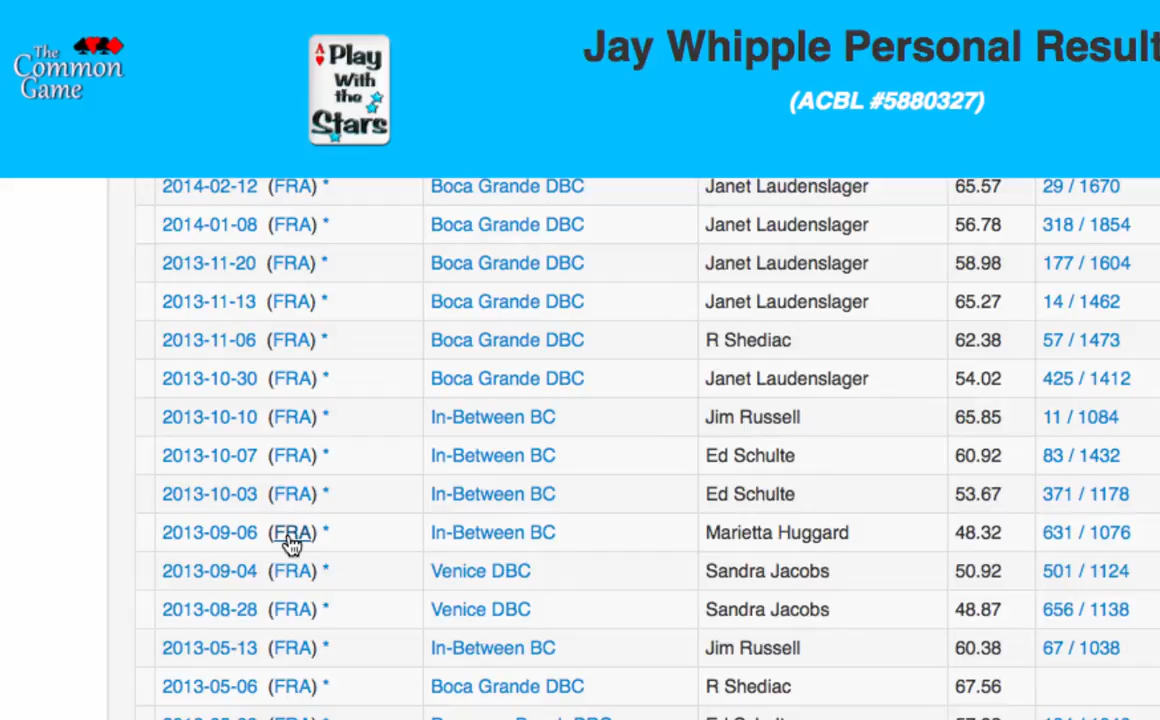 The Common Game
A Play With the Stars
Jay Whipple Personal Result
(ACBL #5880327)
2014-02-12 (FRA) * Boca Grande DBC Janet Laudenslager 65.57 29 / 1670
2014-01-08 (FRA) * Boca Grande DBC Janet Laudenslager 56.78 318 / 1854
2013-11-20 (FRA) * Boca Grande DBC Janet Laudenslager 58.98 177 / 1604
2013-11-13 (FRA) * Boca Grande DBC Janet Laudenslager 65.27 14 / 1462
2013-11-06 (FRA) * Boca Grande DBC R Shediac 62.38 57 / 1473
2013-10-30 (FRA) * Boca Grande DBC Janet Laudenslager 54.02 425 / 1412
2013-10-10 (FRA) * In-Between BC Jim Russell 65.85 11 / 1084
2013-10-07 (FRA) * In-Between BC Ed Schulte 60.92 83 / 1432
2013-10-03 (FRA) * In-Between BC Ed Schulte 53.67 371 / 1178
2013-09-06 (FRA) * In-Between BC Marietta Huggard 48.32 631 / 1076
2013-09-04 (FRA) * Venice DBC Sandra Jacobs 50.92 501 / 1124
2013-08-28 (FRA) * Venice DBC Sandra Jacobs 48.87 656 / 1138
2013-05-13 (FRA) * In-Between BC Jim Russell 60.38 67 / 1038
2013-05-06 (FRA) * Boca Grande DBC R Shediac 67.56